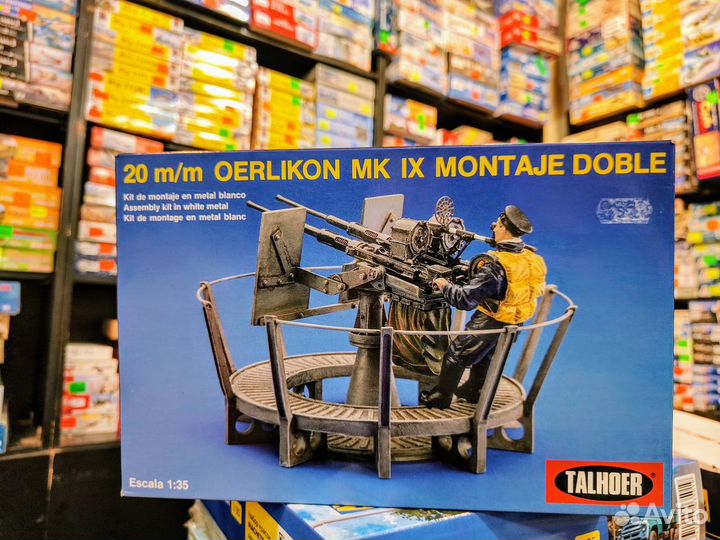 20 m/m OERLIKON MK IX MONTAJE DOBLE
Kit de montaje en metal blanco
Assembly kit in white metal
Kit de montage en metal blanc
Escala 1:35
TALHOER
Avito